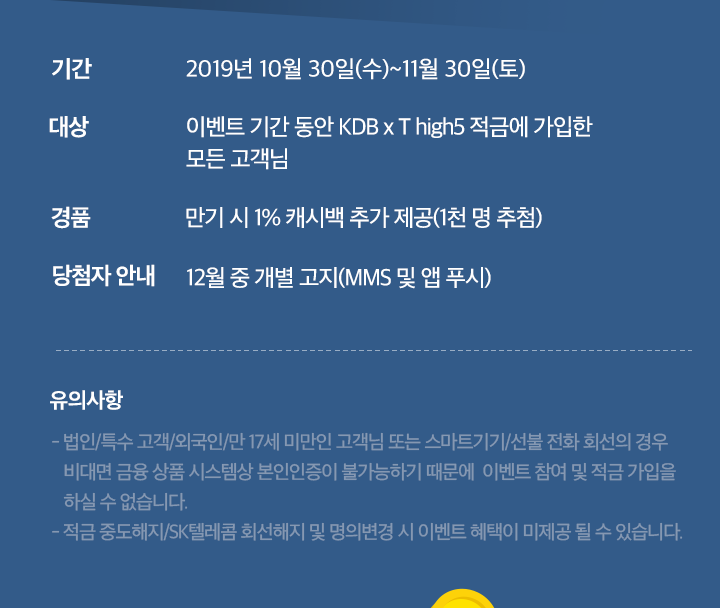 기간 2019년 10월 30일(수)~11월 30일(토)
대상 이벤트 기간 동안 KDB x T high5 적금에 가입한
모든 고객님
경품 만기 시 1% 캐시백 추가 제공(1천 명 추첨)
당첨자 안내 12월 중 개별 고지(MMS 및 앱 푸시)
유의사항
- 법인/특수 고객/외국인/만 17세 미만인 고객님 또는 스마트기기/선불 전화 회선의 경우
비대면 금융 상품 시스템상 본인인증이 불가능하기 때문에 이벤트 참여 및 적금 가입을
하실 수 없습니다.
- 적금 중도해지/SK텔레콤 회선해지 및 명의변경 시 이벤트 혜택이 미제공 될 수 있습니다.